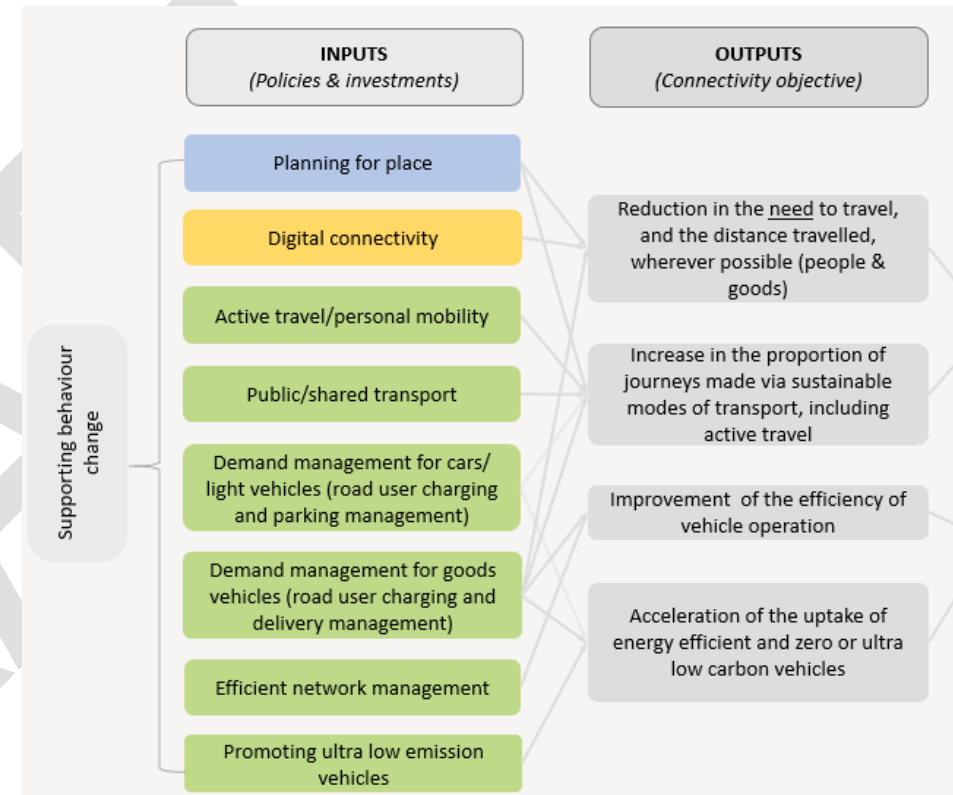 INPUTS
(Policies & investments)
OUTPUTS
(Connectivity objective)
Supporting behaviour
change
Planning for place
Digital connectivity
Active travel/personal mobility
Public/shared transport
Demand management for cars/
light vehicles (road user charging
and parking management)
Demand management for goods
vehicles (road user charging and
delivery management)
Efficient network management
Promoting ultra low emission
vehicles
Reduction in the need to travel,
and the distance travelled,
wherever possible (people &
goods)
Increase in the proportion of
journeys made via sustainable
modes of transport, including
active travel
Improvement of the efficiency of
vehicle operation
Acceleration of the uptake of
energy efficient and zero or ultra
low carbon vehicles